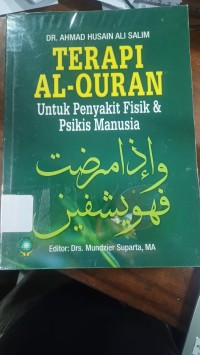 DR. AHMAD HUSAIN ALI SALIM
TERAPI
AL-QURAN
Untuk Penyakit Fisik &
Psikis Manusia
وإذا مرضت
فهو يشفين
Editor: Drs. Mundzier Suparta, MA